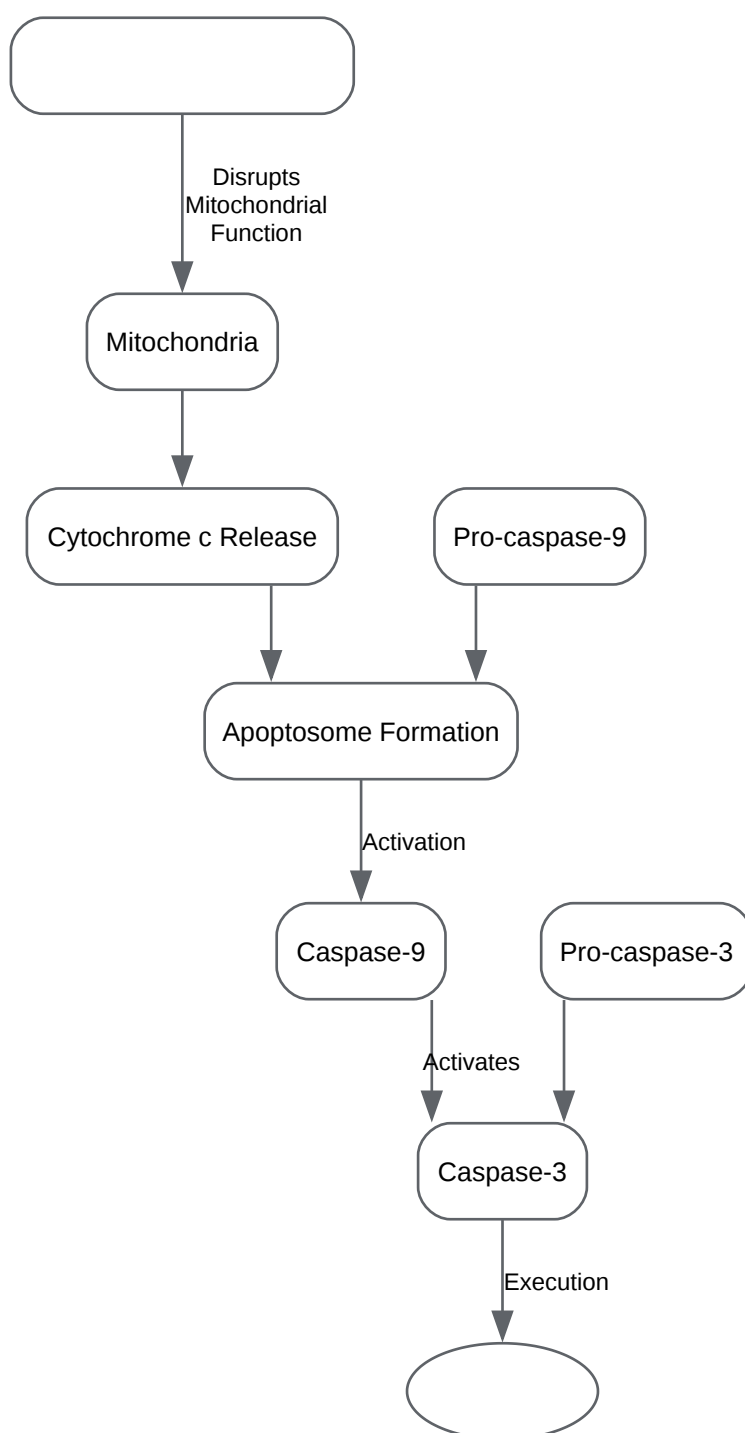 Disrupts
Mitochondrial
Function
Mitochondria
Cytochrome c Release
Pro-caspase-9
Apoptosome Formation
Activation
Caspase-9
Pro-caspase-3
Activates
Caspase-3
Execution